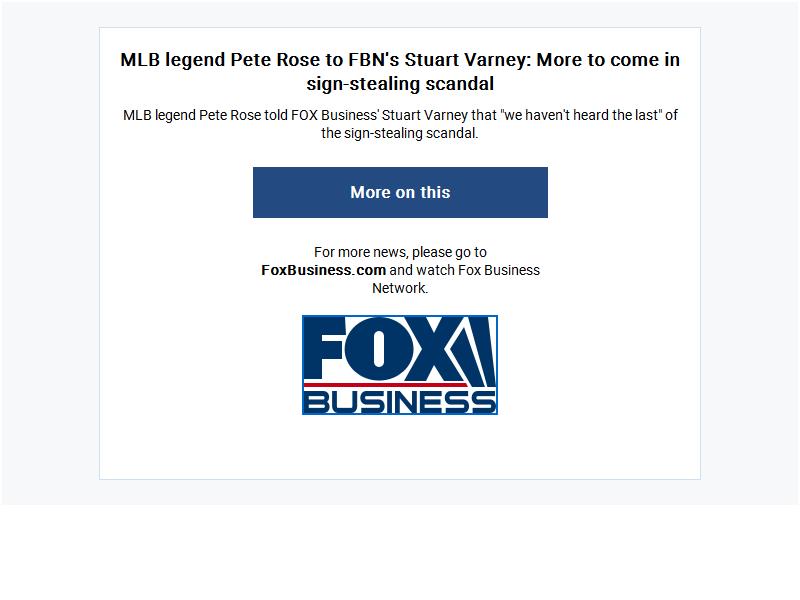 MLB legend Pete Rose to FBN's Stuart Varney: More to come in
sign-stealing scandal
MLB legend Pete Rose told FOX Business' Stuart Varney that "we haven't heard the last" of
the sign-stealing scandal.
More on this
For more news, please go to
FoxBusiness.com and watch Fox Business
Network.
FOX
BUSINESS